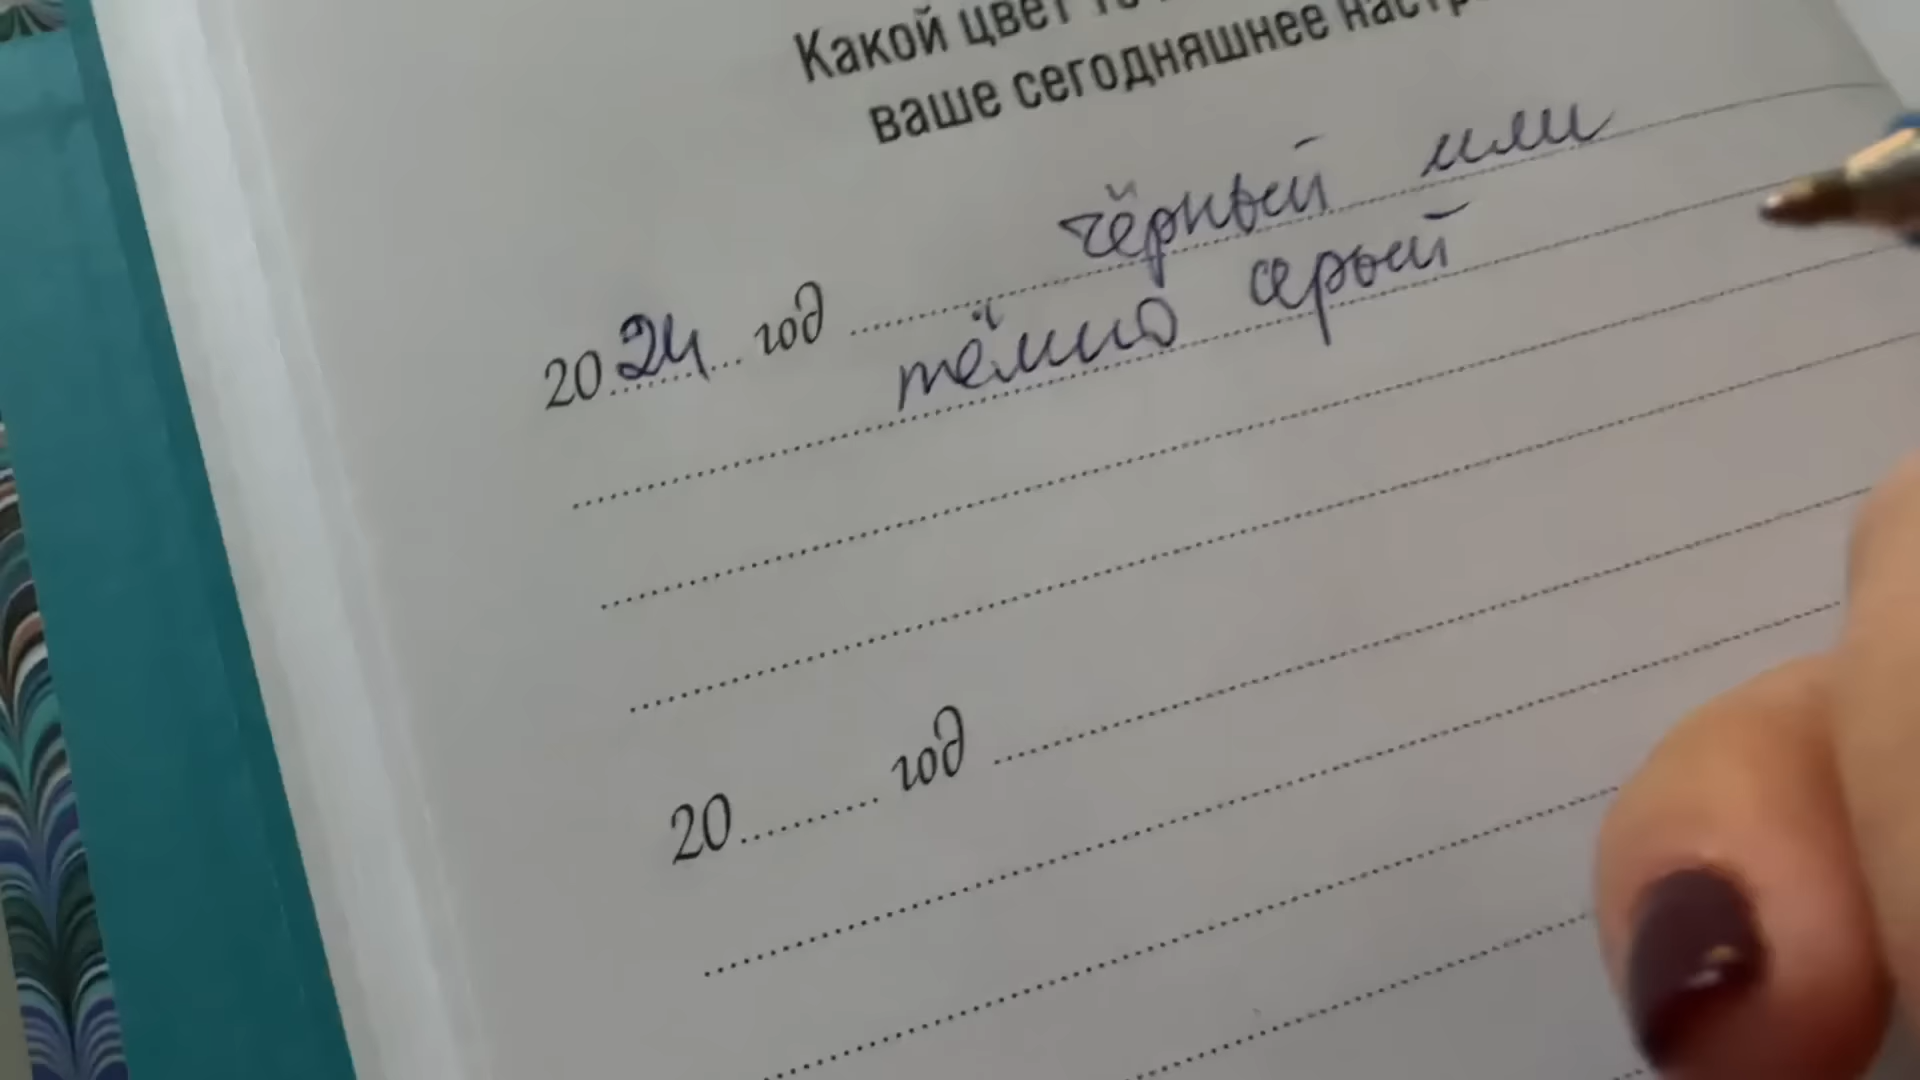 Какой цвет
ваше сегодняшнее
2024 год чёрный или
тёмно серый
20 год